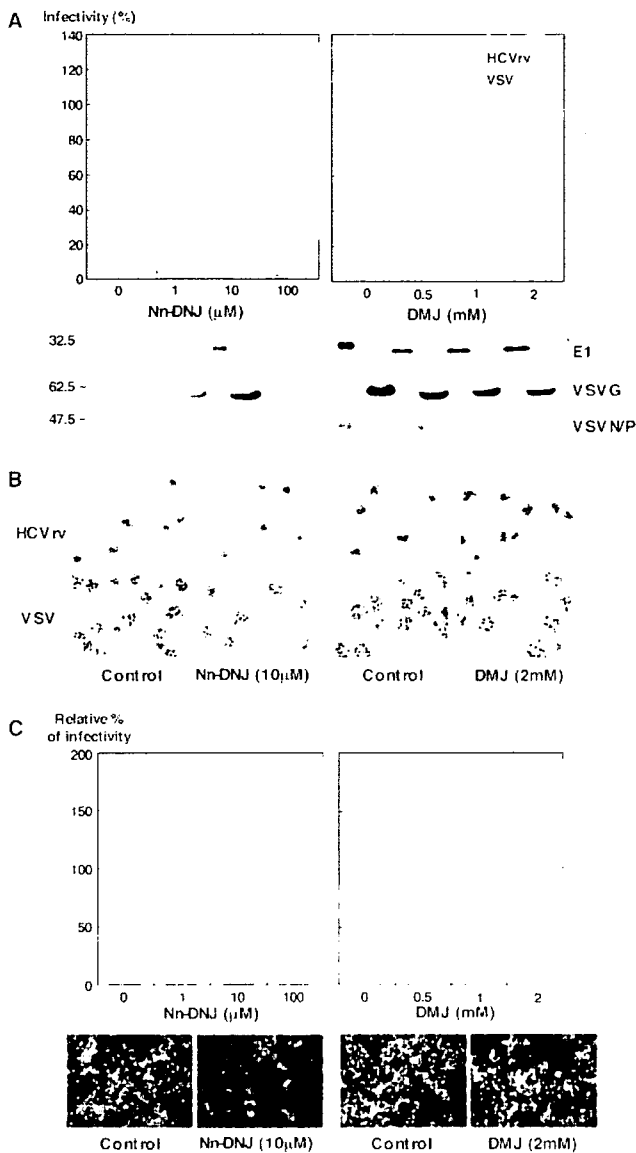 A
Infectivity (%)
140
120
100
80
60
40
20
0
0 1 10 100
Nn-DNJ (μM)
HCVrv
VSV
0 0.5 1 2
DMJ (mM)
32.5
E1
62.5 –
VSV G
47.5 –
VSV N/P
B
HCVrv
VSV
Control Nn-DNJ (10μM) Control DMJ (2mM)
C
Relative %
of infectivity
200
150
100
50
0
0 1 10 100
Nn-DNJ (μM)
0 0.5 1 2
DMJ (mM)
Control Nn-DNJ (10μM) Control DMJ (2mM)